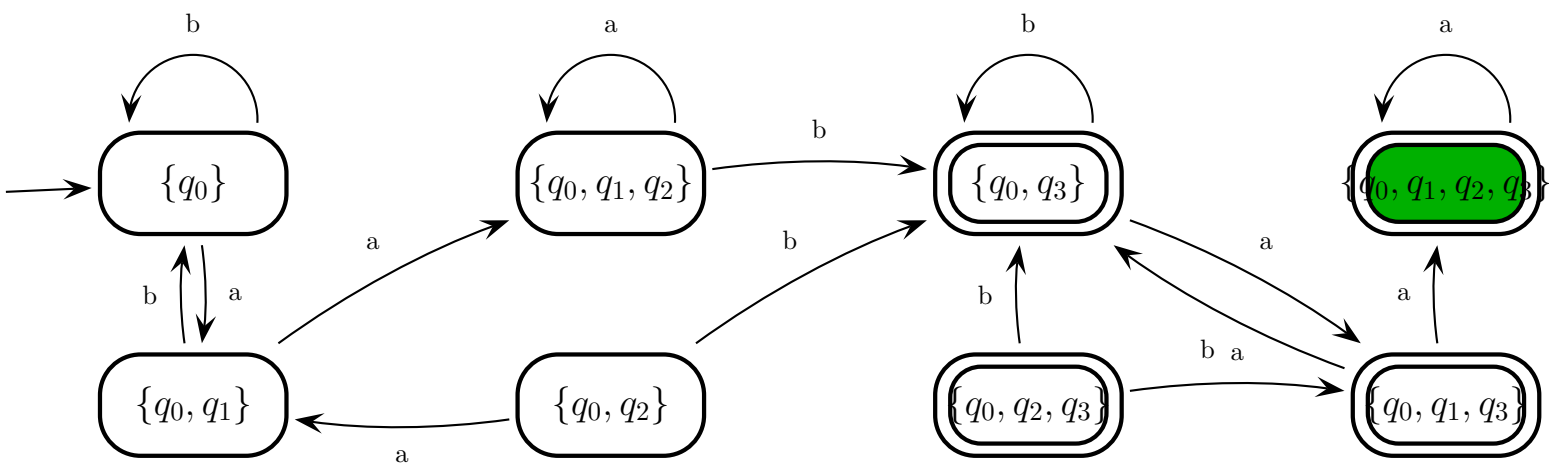 b a b a
b
{q₀} {q₀, q₁, q₂} {q₀, q₃} {q₀, q₁, q₂, q₃}
a b a
b a b a
b a
{q₀, q₁} {q₀, q₂} {q₀, q₂, q₃} {q₀, q₁, q₃}
a